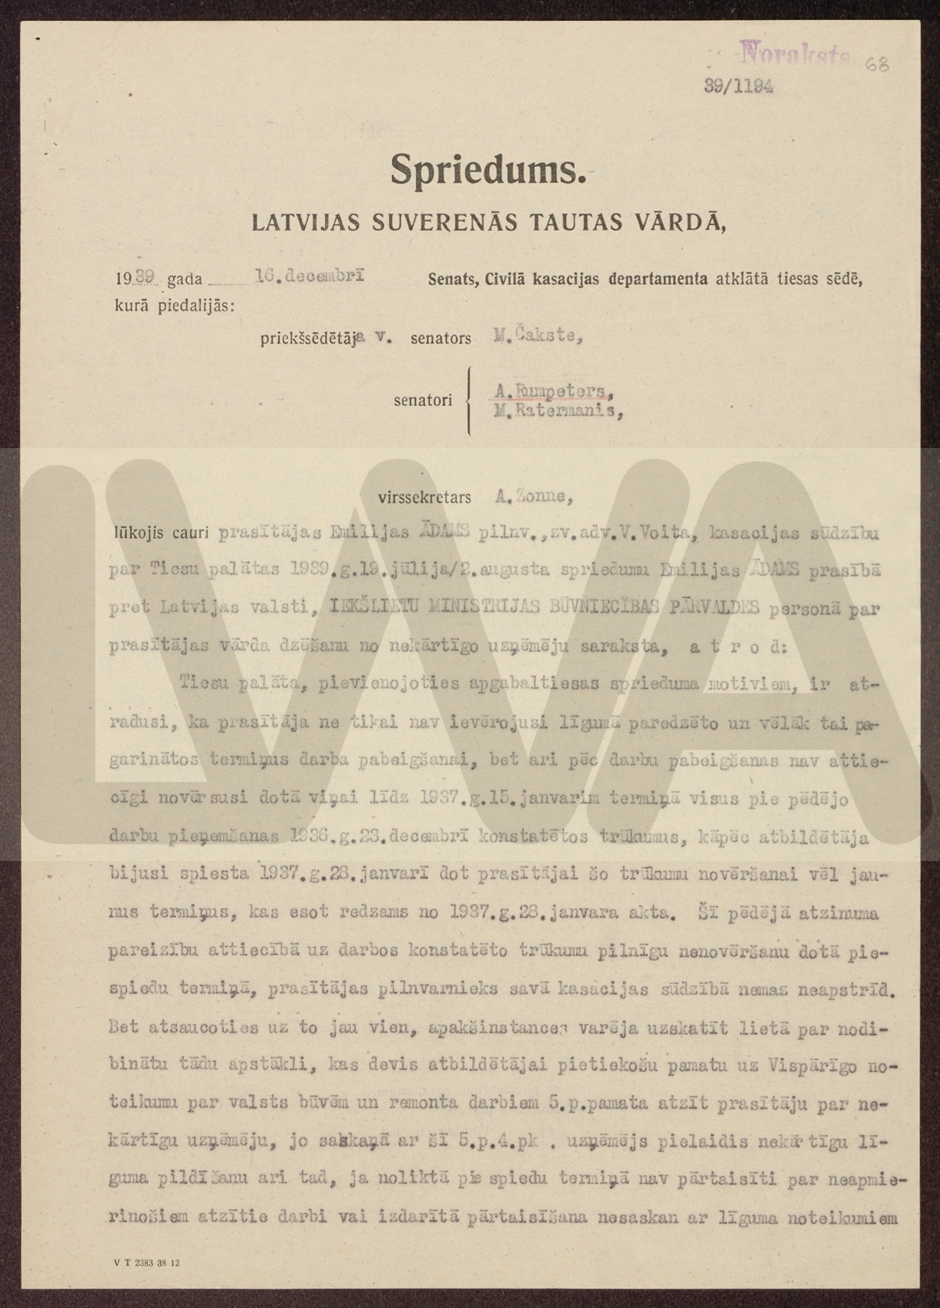 Noraksts. 68
39/1194
Spriedums.
LATVIJAS SUVERENĀS TAUTAS VĀRDĀ,
1939 gada 16.decembrī Senats, Civilā kasacijas departamenta atklātā tiesas sēdē,
kurā piedalijās:
priekšsēdētāja v. senators M.Čakste,
senatori A.Rumpeters,
M.Ratermanis,
virssekretars A.Zonne,
lūkojis cauri prasītājas Emilijas ĀDAMS pilnv.,zv.adv.V.Voita, kasacijas sūdzību
par Tiesu palātas 1939.g.19.jūlija/2.augusta spriedumu Emilijas ĀDAMS prasībā
pret Latvijas valsti, IEKŠLIETU MINISTRIJAS BŪVNIECĪBAS PĀRVALDES personā par
prasītājas vārda dzēšanu no nekārtīgo uzņēmēju saraksta, a t r o d:
Tiesu palāta, pievienojoties apgabaltiesas sprieduma motiviem, ir at-
radusi, ka prasītāja ne tikai nav ievērojusi līgumā paredzēto un vēlāk tai pa-
garinātos termiņus darba pabeigšanai, bet ari pēc darbu pabeigšanas nav attie-
cīgi novērsusi dotā viņai līdz 1937.g.15.janvarim termiņā visus pie pēdējo
darbu pieņemšanas 1936.g.23.decembrī konstatētos trūkumus, kāpēc atbildētāja
bijusi spiesta 1937.g.28.janvarī dot prasītājai šo trūkumu novēršanai vēl jau-
nus termiņus, kas esot redzams no 1937.g.28.janvara akta. Šī pēdējā atzinuma
pareizību attiecībā uz darbos konstatēto trūkumu pilnīgu nenovēršanu dotā pie-
spiedu termiņā, prasītājas pilnvarnieks savā kasācijas sūdzībā nemaz neapstrīd.
Bet atsaucoties uz to jau vien, apakšinstances varēja uzskatīt lietā par nodi-
binātu tādu apstākli, kas devis atbildētājai pietiekošu pamatu uz Vispārīgo no-
teikumu par valsts būvēm un remonta darbiem 5.p.pamata atzīt prasītāju par ne-
kārtīgu uzņēmēju, jo saskaņā ar šī 5.p.4.pk . uzņēmējs pielaidis nekārtīgu lī-
guma pildīšanu ari tad, ja noliktā pie spiedu termiņā nav pārtaisīti par neapmie-
rinošiem atzītie darbi vai izdarītā pārtaisīšana nesaskan ar līguma noteikumiem
V T 2383 38 12
LVVA